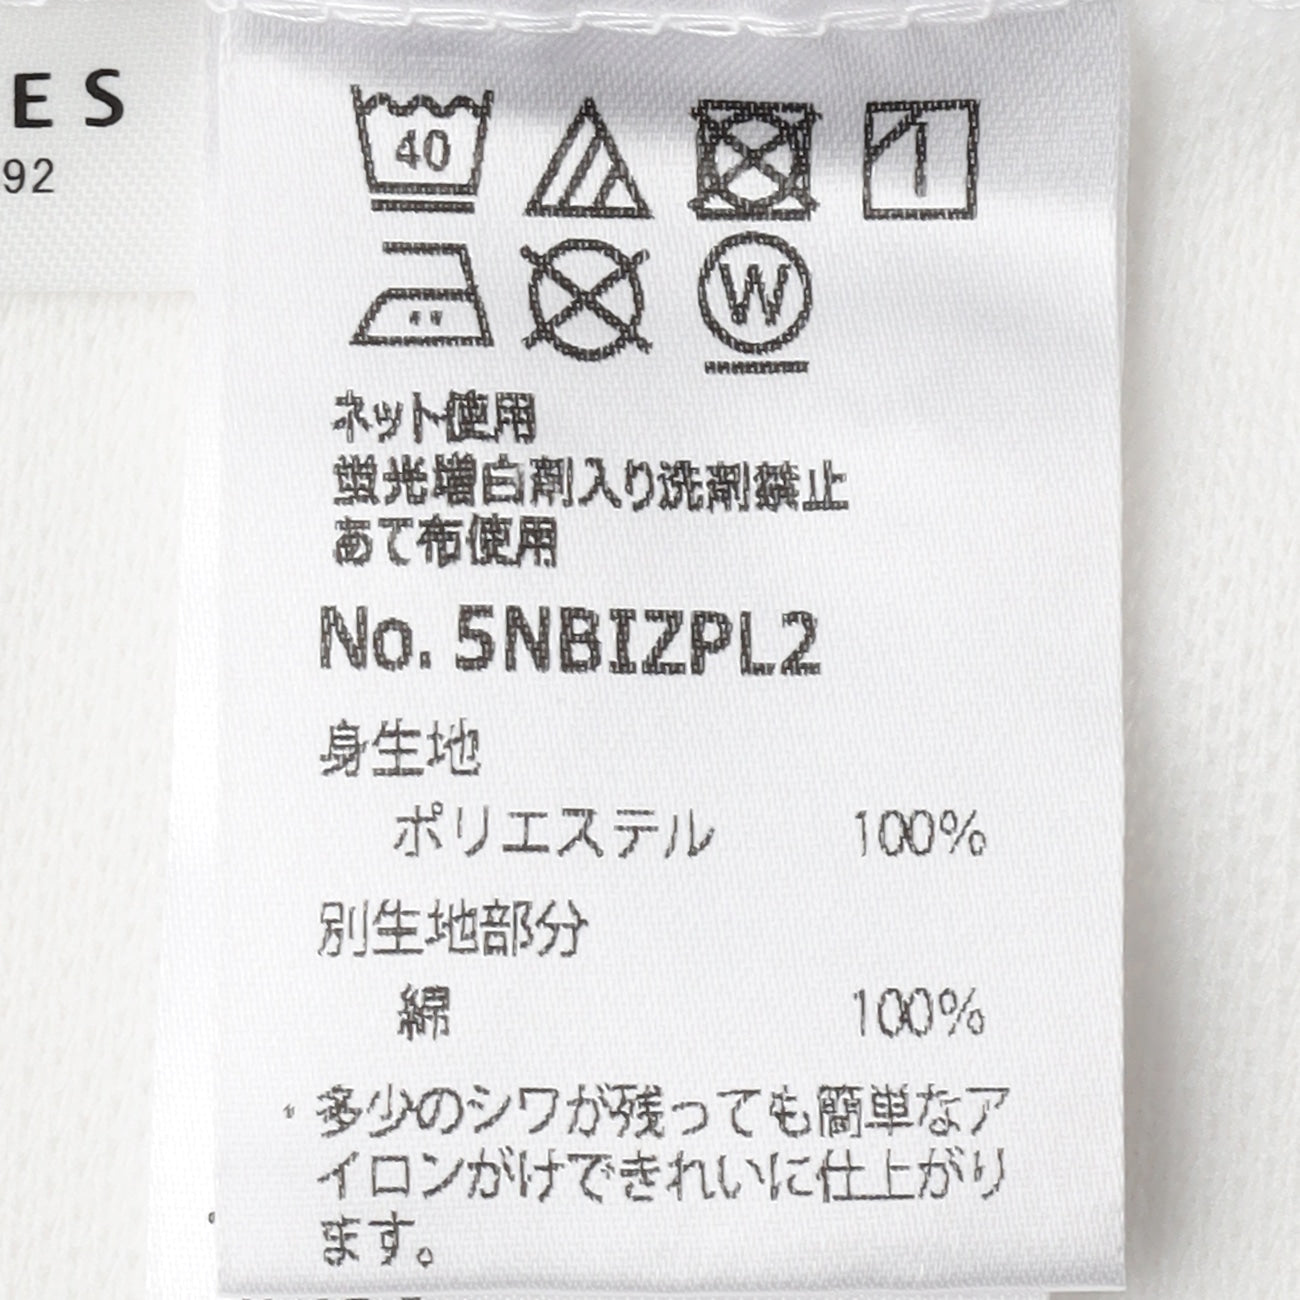 ES
92
40
W
ネット使用
蛍光増白剤入り洗剤禁止
あて布使用
No. 5NBIZPL2
身生地
ポリエステル 100%
別生地部分
綿 100%
・多少のシワが残っても簡単なア
イロンがけできれいに仕上がり
ます。